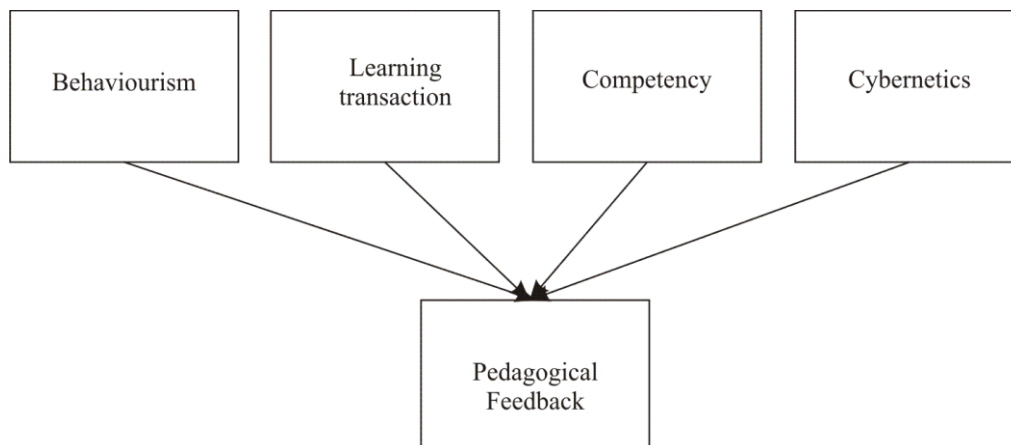 Behaviourism
Learning
transaction
Competency
Cybernetics
Pedagogical
Feedback